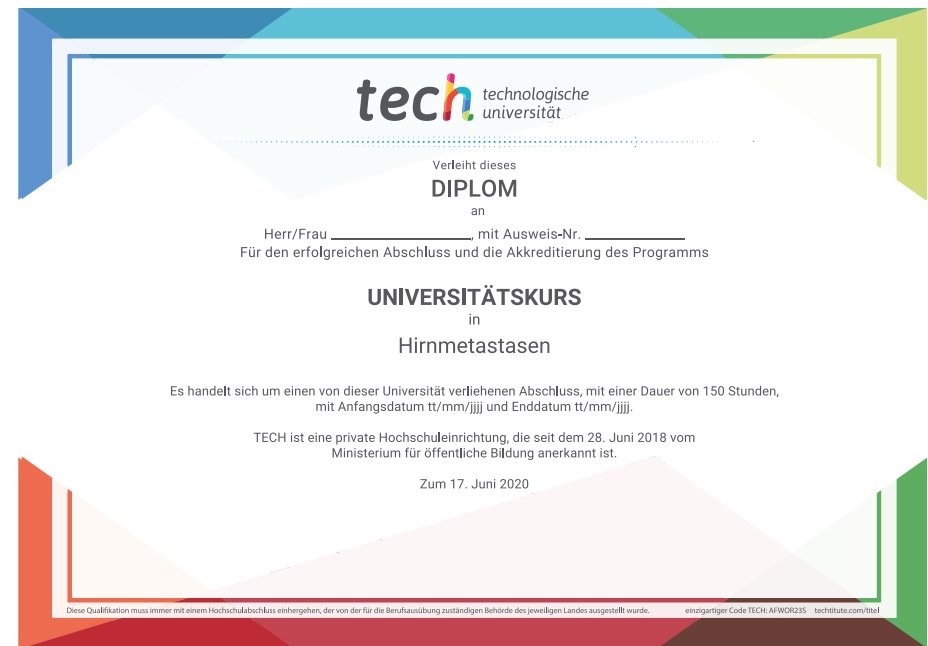 tech technologische
universität
Verleiht dieses
DIPLOM
an
Herr/Frau ____________, mit Ausweis-Nr. ____________
Für den erfolgreichen Abschluss und die Akkreditierung des Programms
UNIVERSITÄTSKURS
in
Hirnmetastasen
Es handelt sich um einen von dieser Universität verliehenen Abschluss, mit einer Dauer von 150 Stunden,
mit Anfangsdatum tt/mm/jjjj und Enddatum tt/mm/jjjj.
TECH ist eine private Hochschuleinrichtung, die seit dem 28. Juni 2018 vom
Ministerium für öffentliche Bildung anerkannt ist.
Zum 17. Juni 2020
Diese Qualifikation muss immer mit einem Hochschulabschluss einhergehen, der von der für die Berufsausübung zuständigen Behörde des jeweiligen Landes ausgestellt wurde. einzigartiger Code TECH: AFWOR23S techtitute.com/titel